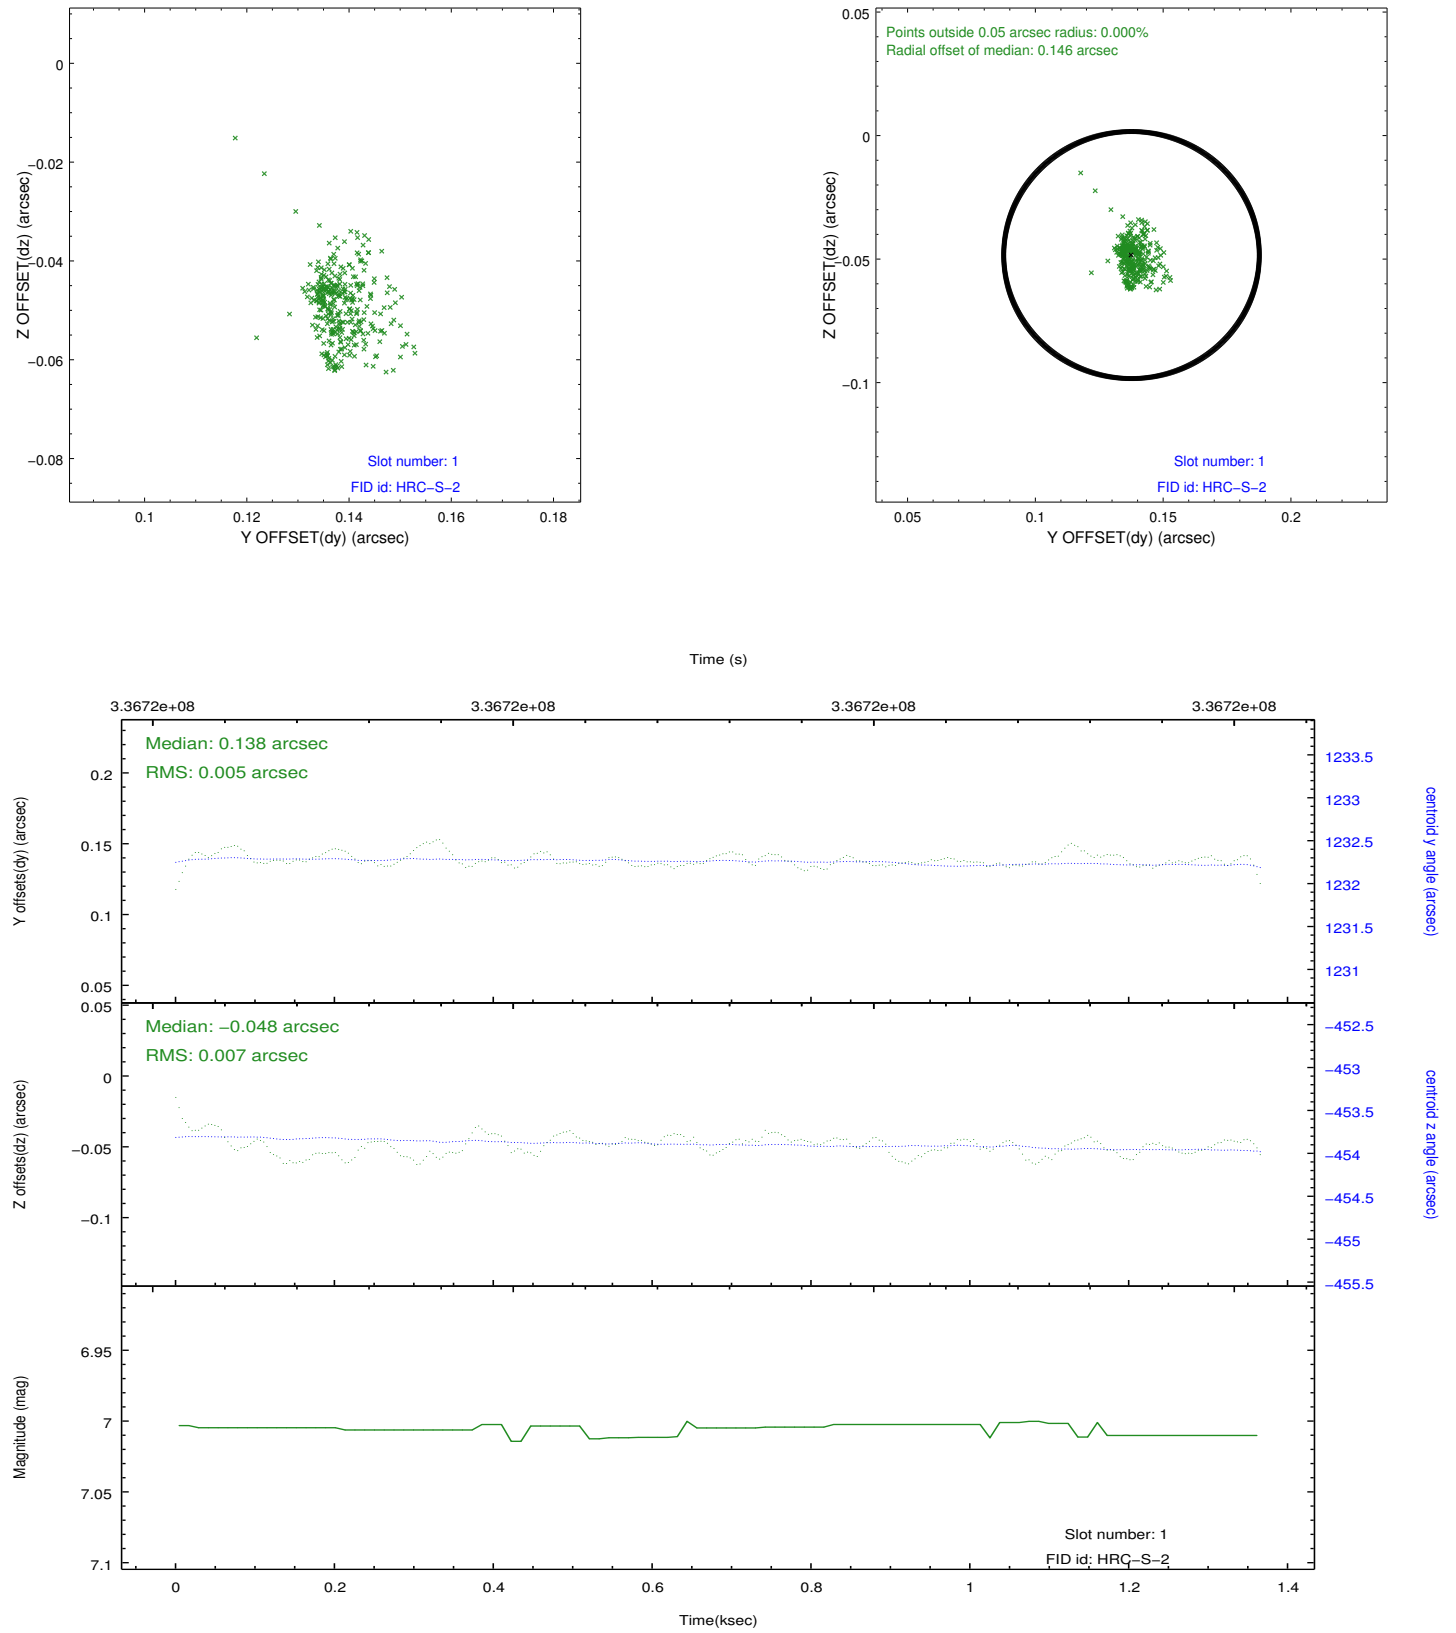 0
−0.02
−0.04
−0.06
−0.08
Z OFFSET(dz) (arcsec)
Slot number: 1
FID id: HRC−S−2
0.1
0.12
0.14
0.16
0.18
Y OFFSET(dy) (arcsec)
0.05
0
−0.05
−0.1
Z OFFSET(dz) (arcsec)
Points outside 0.05 arcsec radius: 0.000%
Radial offset of median: 0.146 arcsec
Slot number: 1
FID id: HRC−S−2
0.05
0.1
0.15
0.2
Y OFFSET(dy) (arcsec)
Time (s)
3.3672e+08
3.3672e+08
3.3672e+08
3.3672e+08
Median: 0.138 arcsec
RMS: 0.005 arcsec
0.2
0.15
0.1
0.05
Y offsets(dy) (arcsec)
1233.5
1233
1232.5
1232
1231.5
1231
centroid y angle (arcsec)
Median: −0.048 arcsec
RMS: 0.007 arcsec
0.05
0
−0.05
−0.1
Z offsets(dz) (arcsec)
−452.5
−453
−453.5
−454
−454.5
−455
−455.5
centroid z angle (arcsec)
6.95
7
7.05
7.1
Magnitude (mag)
Slot number: 1
FID id: HRC−S−2
0
0.2
0.4
0.6
0.8
1
1.2
1.4
Time(ksec)